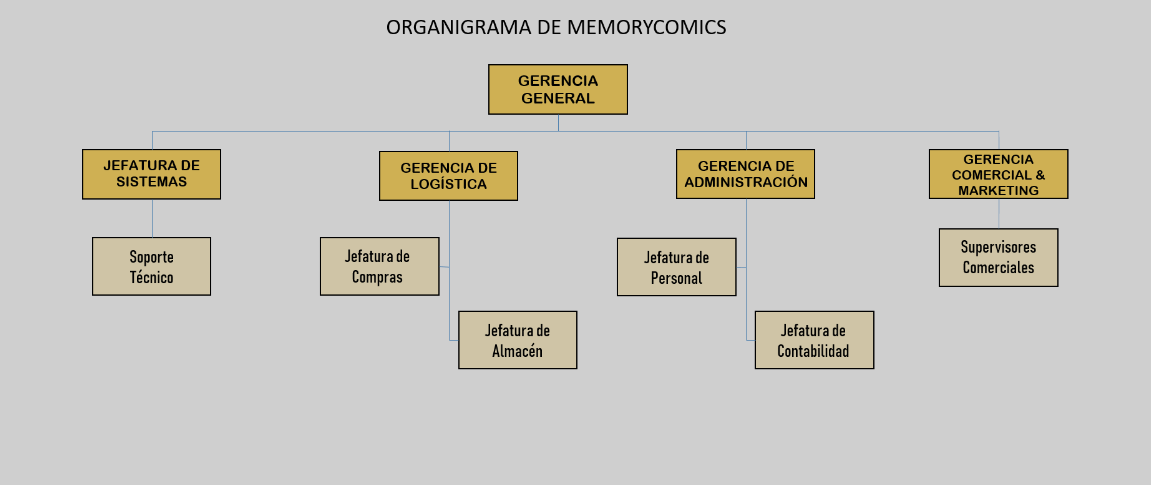 ORGANIGRAMA DE MEMORYCOMICS
GERENCIA
GENERAL
JEFATURA DE
SISTEMAS
GERENCIA DE
LOGÍSTICA
GERENCIA DE
ADMINISTRACIÓN
GERENCIA
COMERCIAL &
MARKETING
Soporte
Técnico
Jefatura de
Compras
Jefatura de
Personal
Supervisores
Comerciales
Jefatura de
Almacén
Jefatura de
Contabilidad